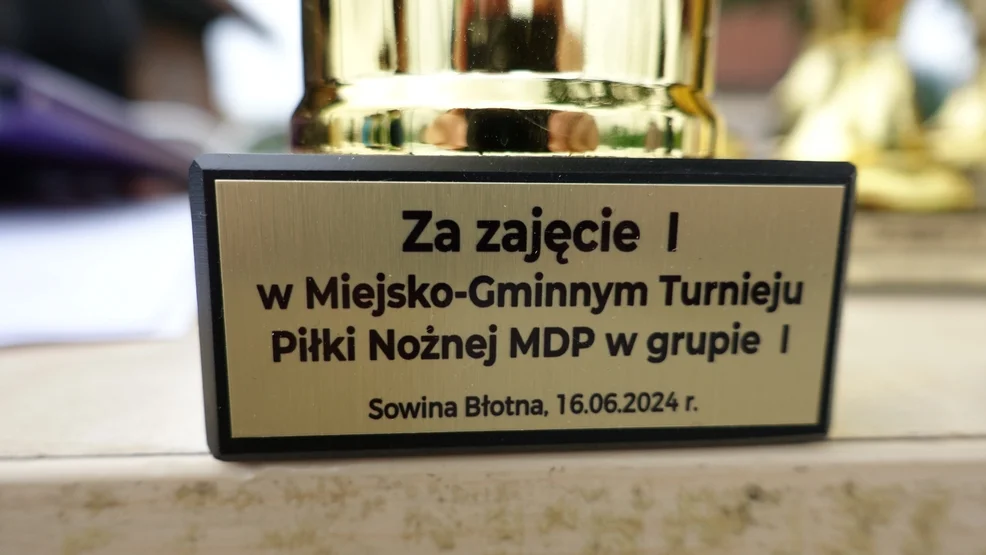 Za zajęcie I
w Miejsko-Gminnym Turnieju
Piłki Nożnej MDP w grupie I
Sowina Błotna, 16.06.2024 r.